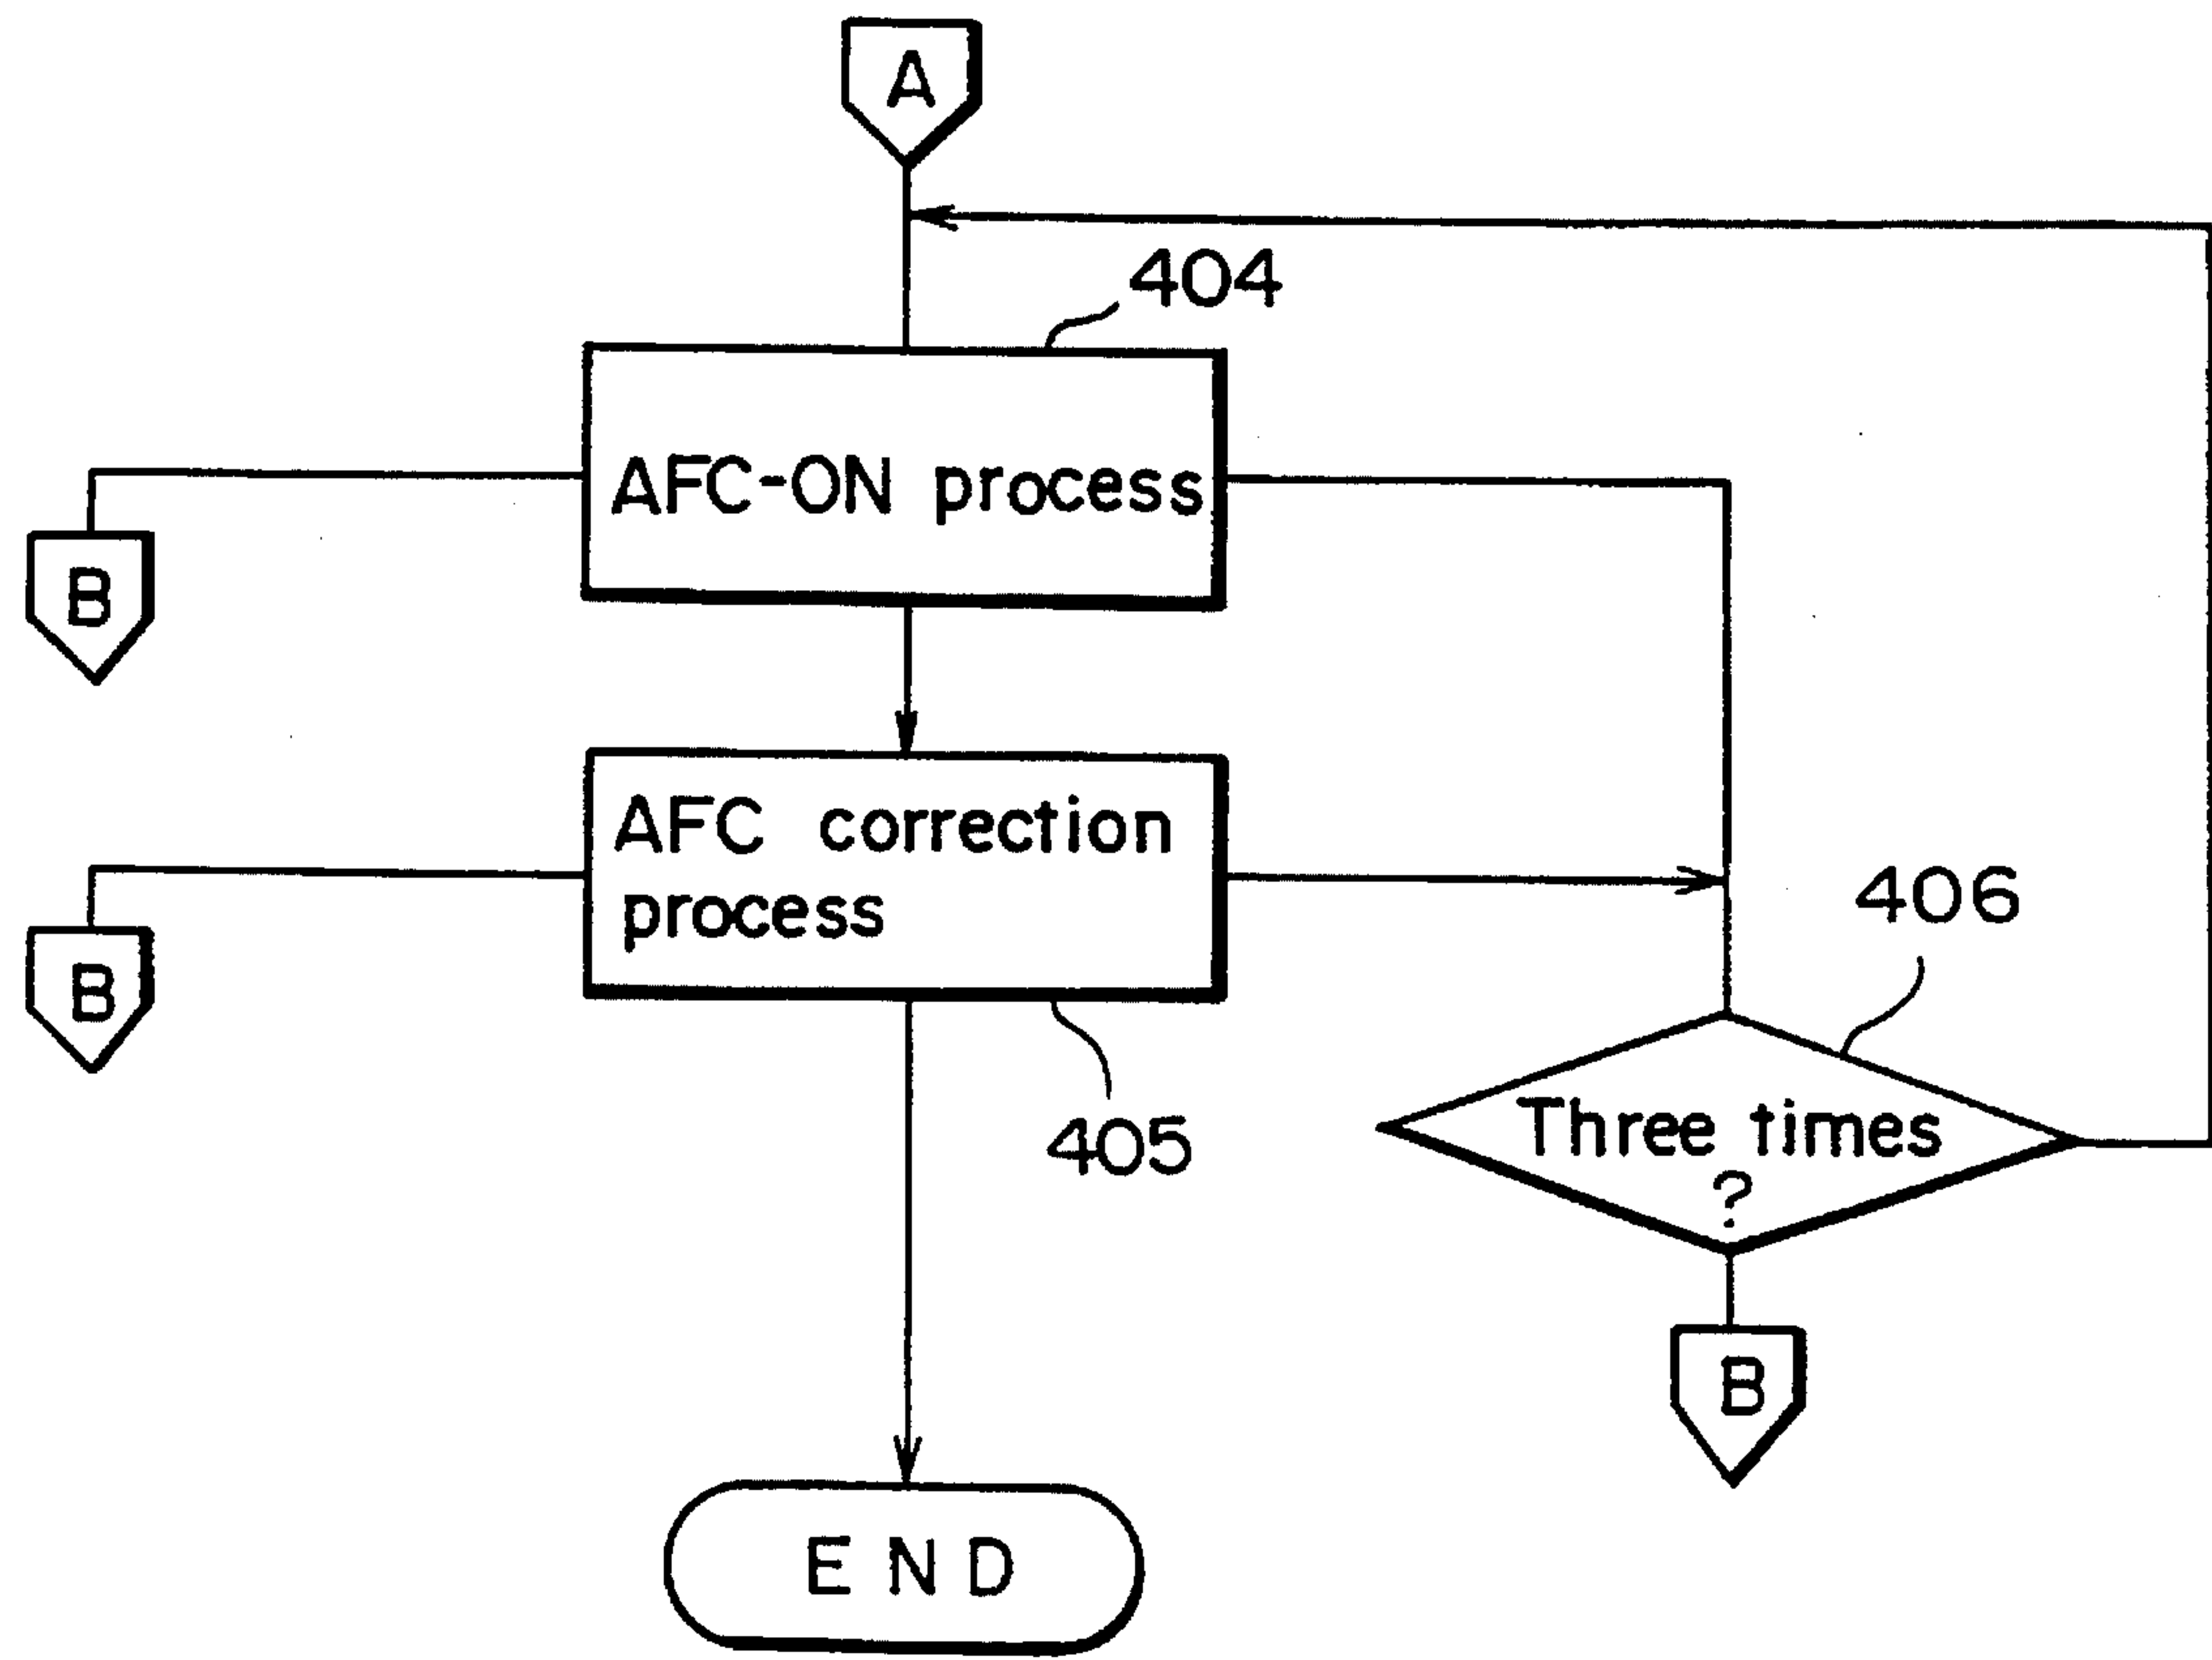 A
404
AFC-ON process
B
AFC correction
process
406
B
405
Three times
?
B
END